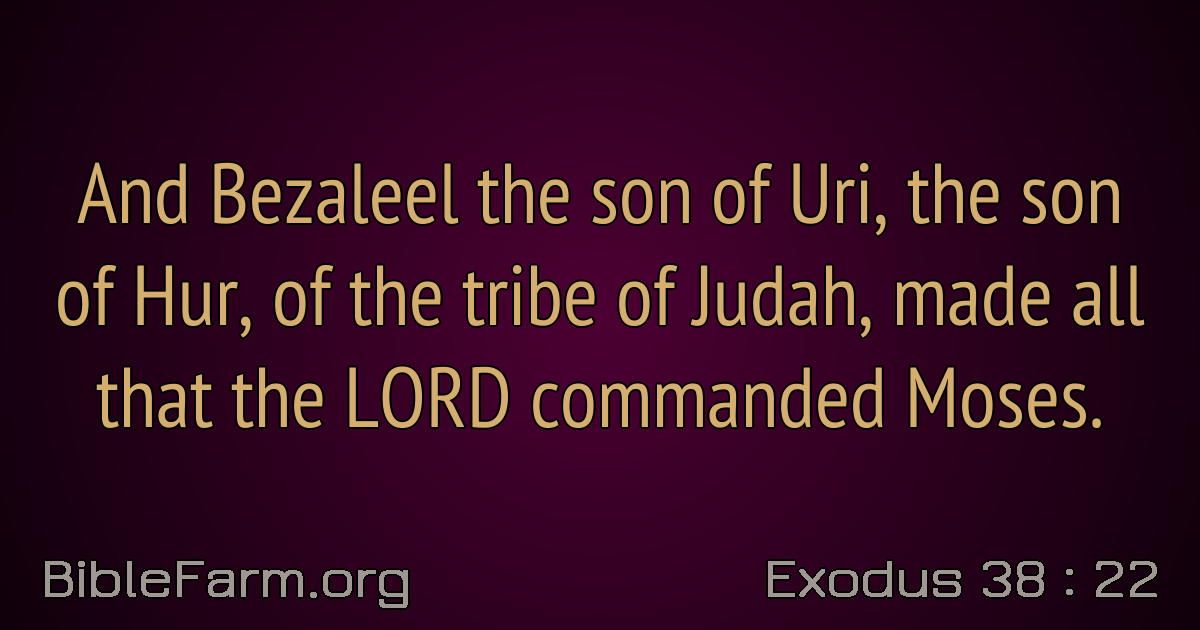 And Bezaleel the son of Uri, the son
of Hur, of the tribe of Judah, made all
that the LORD commanded Moses.
BibleFarm.org
Exodus 38 : 22